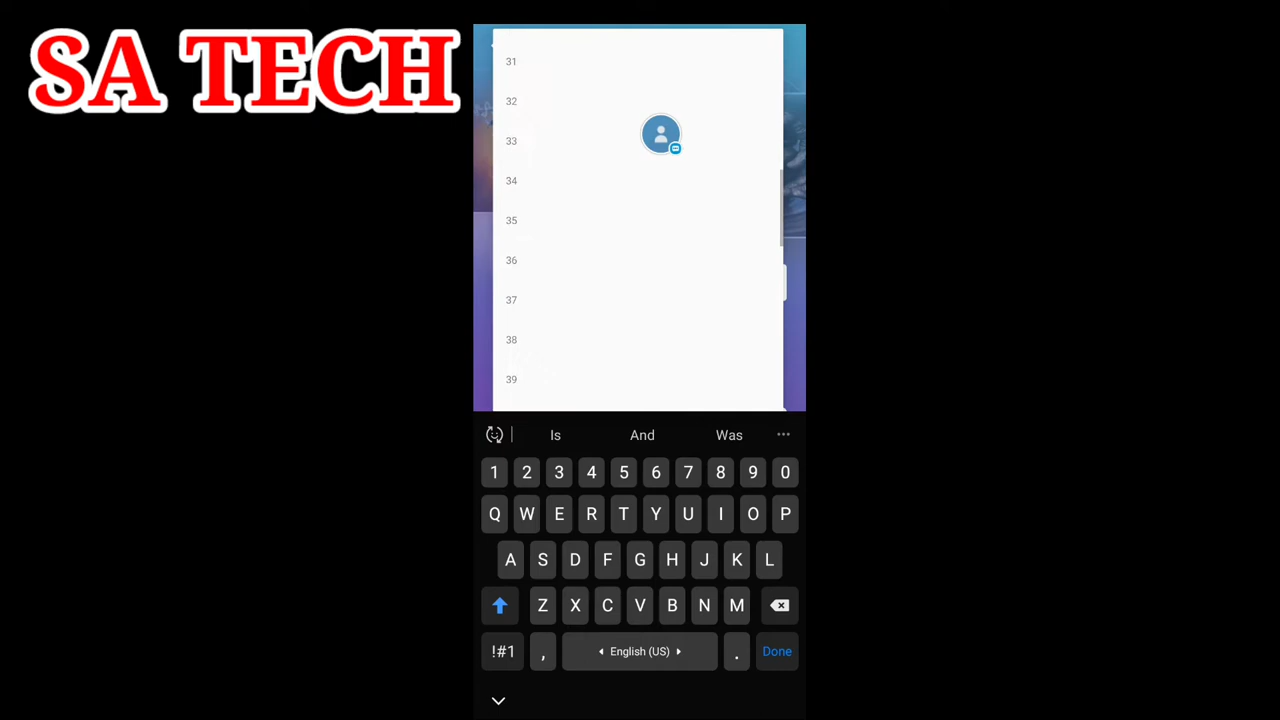 SA TECH
31
32
33
34
35
36
37
38
39
Is And Was ...
1 2 3 4 5 6 7 8 9 0
Q W E R T Y U I O P
A S D F G H J K L
Z X C V B N M
!#1 , English (US) . Done